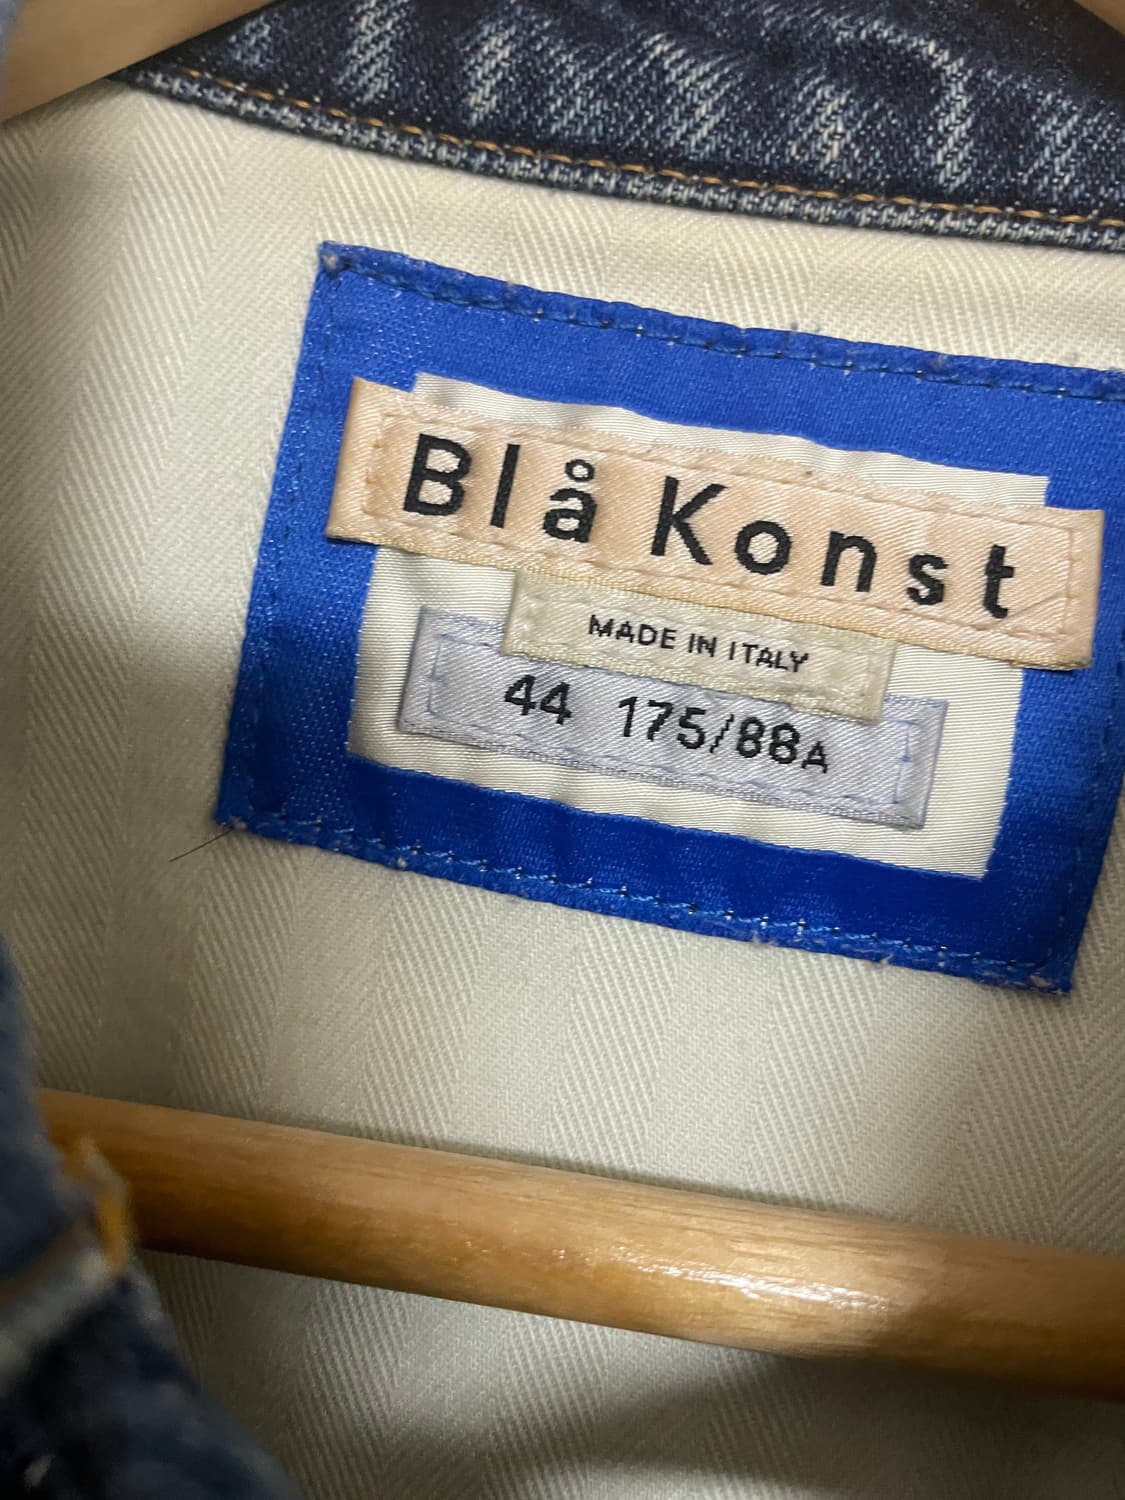 Blå Konst
MADE IN ITALY
44 175/88A